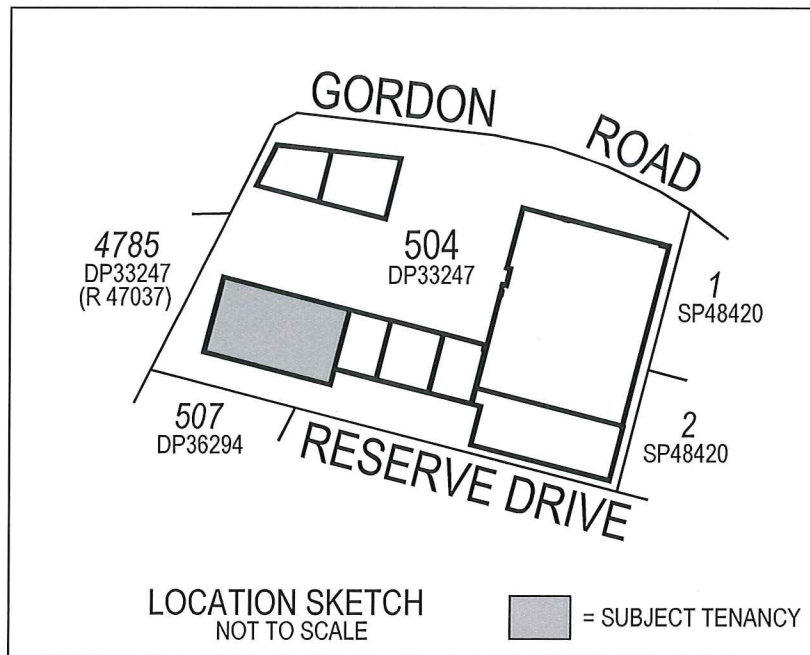 GORDON ROAD
4785
DP33247
(R 47037)
504
DP33247
1
SP48420
507
DP36294
RESERVE DRIVE
2
SP48420
LOCATION SKETCH
NOT TO SCALE
= SUBJECT TENANCY